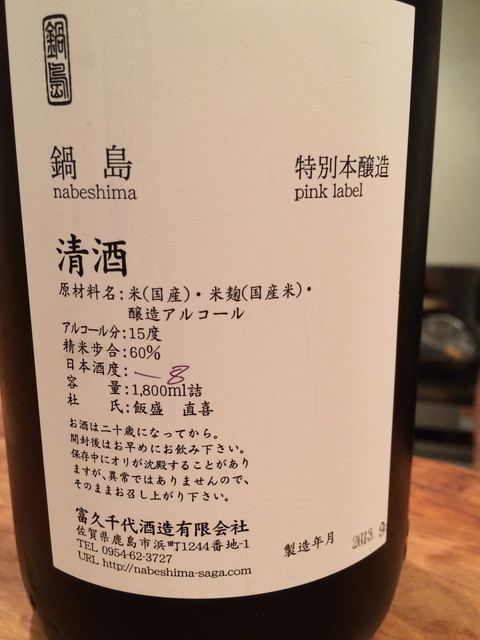 鍋島
鍋島
nabeshima
特別本醸造
pink label
清酒
原材料名:米(国産)・米麹(国産米)・
醸造アルコール
アルコール分:15度
精米歩合:60%
日本酒度:-8
容 量:1,800ml詰
杜 氏:飯盛 直喜
お酒は二十歳になってから。
開封後はお早めにお飲み下さい。
保存中にオリが沈殿することがあり
ますが、異常ではありませんので、
そのままお召し上がり下さい。
富久千代酒造有限会社
佐賀県鹿島市浜町1244番地-1
TEL 0954-62-3727
URL http://nabeshima-saga.com
製造年月 2013. 9